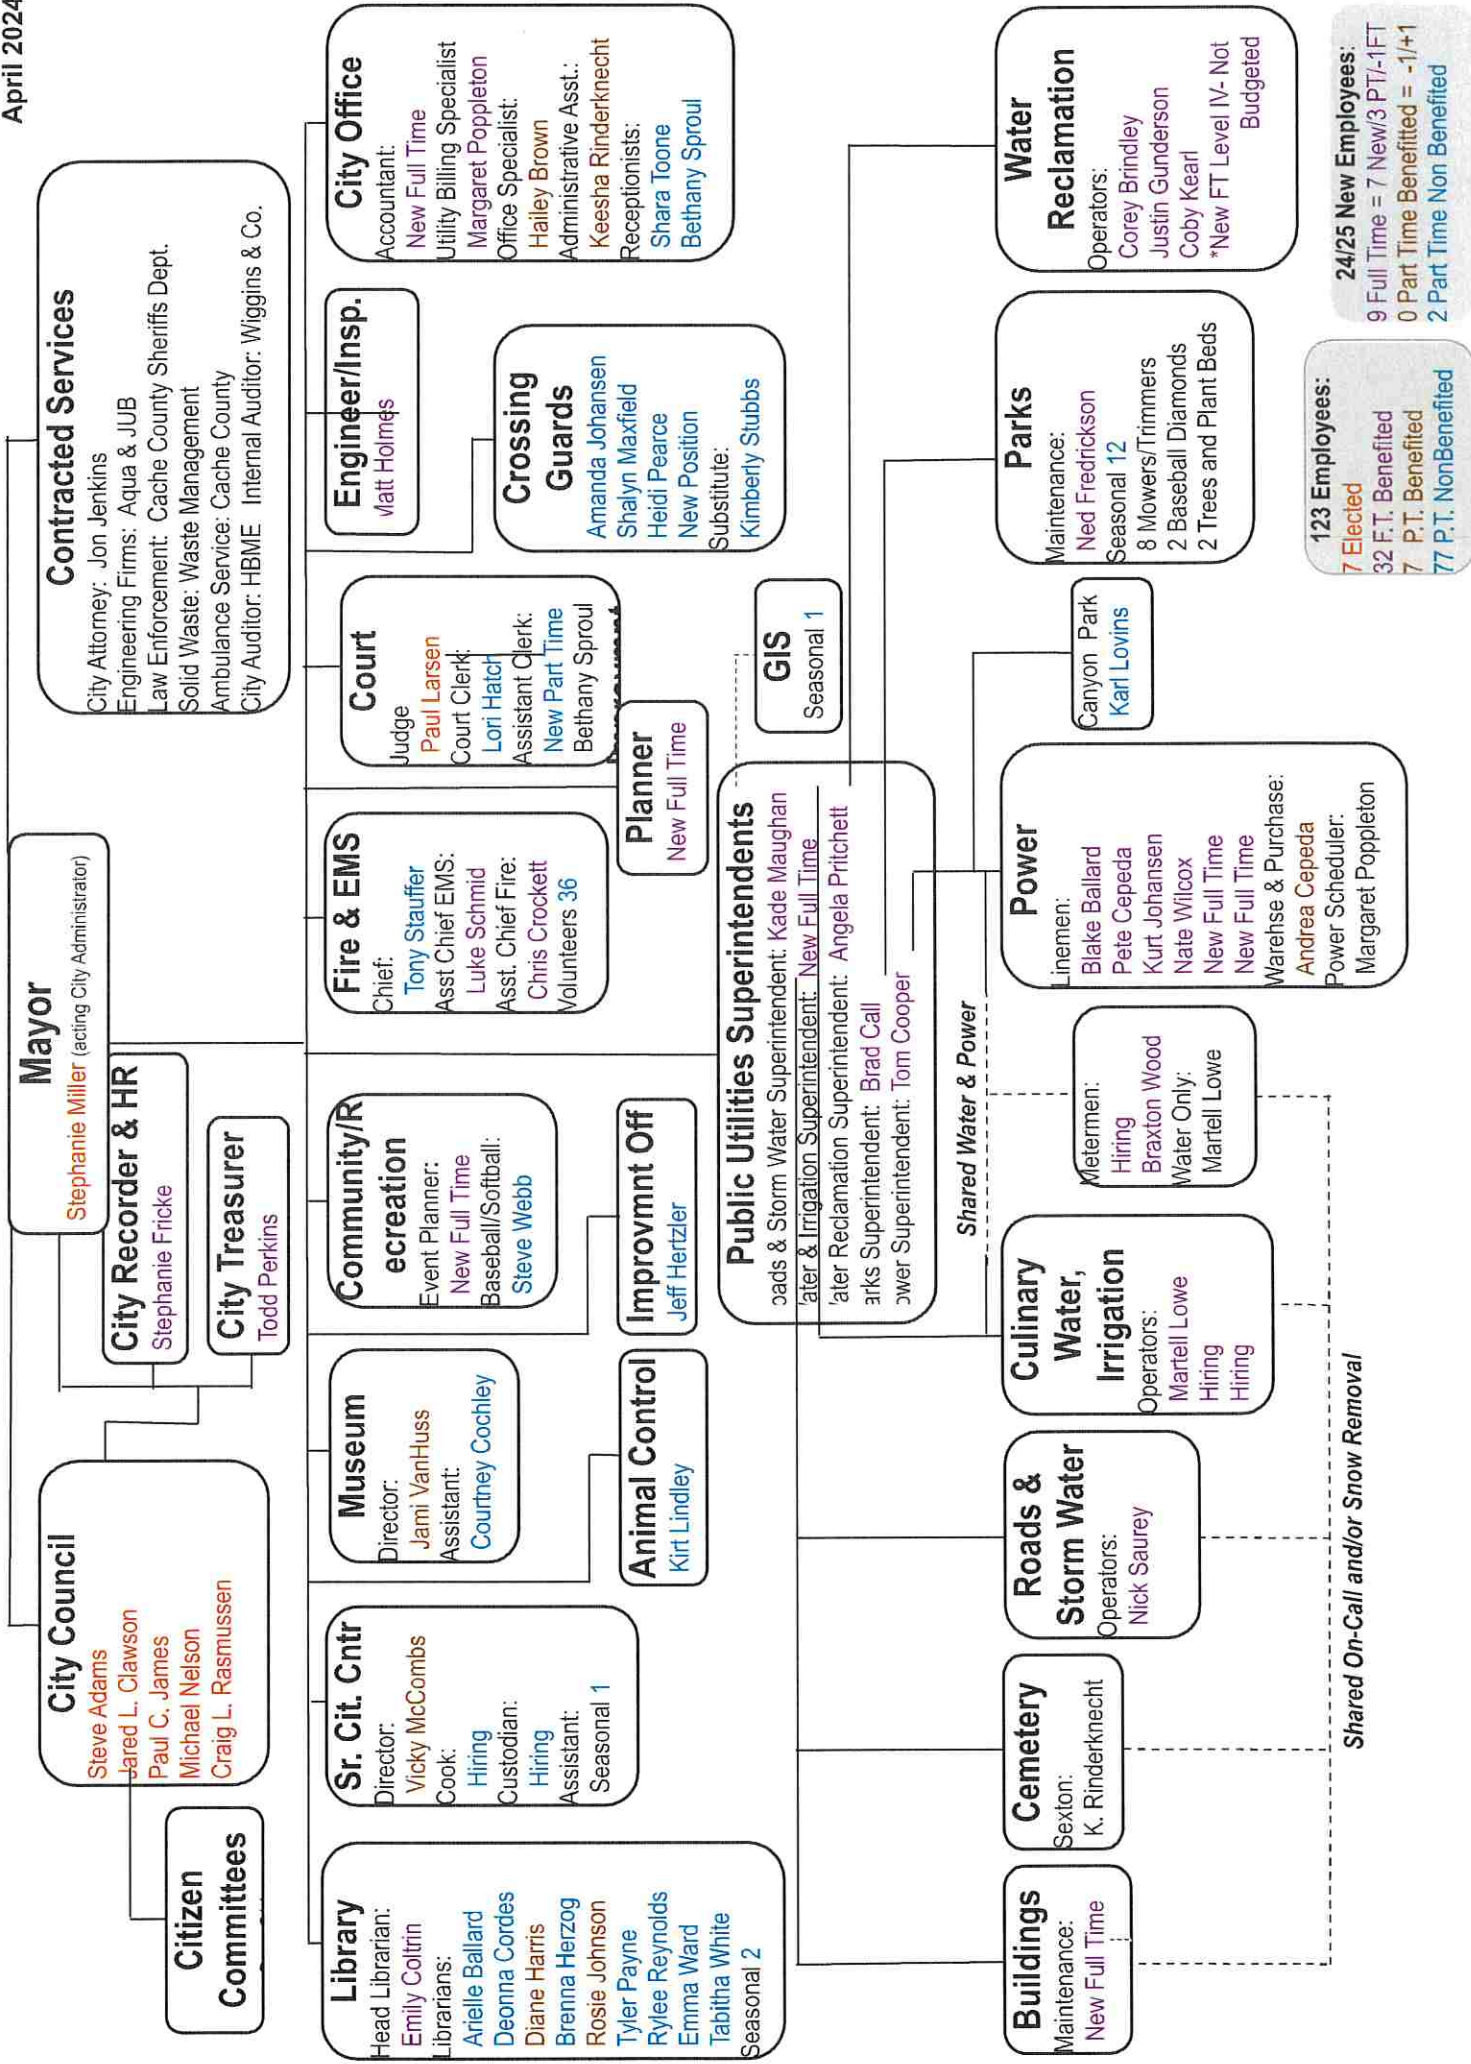 April 2024
Mayor
Stephanie Miller (acting City Administrator)
City Council
Steve Adams
Jared L. Clawson
Paul C. James
Michael Nelson
Craig L. Rasmussen
Citizen
Committees
City Recorder & HR
Stephanie Fricke
City Treasurer
Todd Perkins
Contracted Services
City Attorney: Jon Jenkins
Engineering Firms: Aqua & JUB
Law Enforcement: Cache County Sheriffs Dept.
Solid Waste: Waste Management
Ambulance Service: Cache County
City Auditor: HBME Internal Auditor: Wiggins & Co.
Library
Head Librarian:
Emily Coltrin
Librarians:
Arielle Ballard
Deonna Cordes
Diane Harris
Brenna Herzog
Rosie Johnson
Tyler Payne
Rylee Reynolds
Emma Ward
Tabitha White
Seasonal 2
Sr. Cit. Cntr
Director:
Vicky McCombs
Cook:
Hiring
Custodian:
Hiring
Assistant:
Seasonal 1
Museum
Director:
Jami VanHuss
Assistant:
Courtney Cochley
Animal Control
Kirt Lindley
Community/R
ecreation
Event Planner:
New Full Time
Baseball/Softball:
Steve Webb
Improvmnt Off
Jeff Hertzler
Fire & EMS
Chief:
Tony Stauffer
Asst Chief EMS:
Luke Schmid
Asst. Chief Fire:
Chris Crockett
Volunteers 36
Planner
New Full Time
Court
Judge
Paul Larsen
Court Clerk:
Lori Hatch
Assistant Clerk:
New Part Time
Bethany Sproul
Engineer/Insp.
Matt Holmes
Crossing
Guards
Amanda Johansen
Shalyn Maxfield
Heidi Pearce
New Position
Substitute:
Kimberly Stubbs
City Office
Accountant:
New Full Time
Utility Billing Specialist
Margaret Poppleton
Office Specialist:
Hailey Brown
Administrative Asst.:
Keesha Rinderknecht
Receptionists:
Shara Toone
Bethany Sproul
Public Utilities Superintendents
oads & Storm Water Superintendent: Kade Maughan
ater & Irrigation Superintendent: New Full Time
ater Reclamation Superintendent: Angela Pritchett
arks Superintendent: Brad Call
ower Superintendent: Tom Cooper
GIS
Seasonal 1
Shared Water & Power
Buildings
Maintenance:
New Full Time
Cemetery
Sexton:
K. Rinderknecht
Roads &
Storm Water
Operators:
Nick Saurey
Culinary
Water,
Irrigation
Operators:
Martell Lowe
Hiring
Hiring
Metermen:
Hiring
Braxton Wood
Water Only:
Martell Lowe
Power
Linemen:
Blake Ballard
Pete Cepeda
Kurt Johansen
Nate Wilcox
New Full Time
New Full Time
Warehse & Purchase:
Andrea Cepeda
Power Scheduler:
Margaret Poppleton
Canyon Park
Karl Lovins
Parks
Maintenance:
Ned Fredrickson
Seasonal 12
8 Mowers/Trimmers
2 Baseball Diamonds
2 Trees and Plant Beds
Water
Reclamation
Operators:
Corey Brindley
Justin Gunderson
Coby Kearl
*New FT Level IV- Not
Budgeted
Shared On-Call and/or Snow Removal
123 Employees:
7 Elected
32 F.T. Benefited
7 P.T. Benefited
77 P.T. NonBenefited
24/25 New Employees:
9 Full Time = 7 New/3 PT/-1FT
0 Part Time Benefitted = -1/+1
2 Part Time Non Benefited